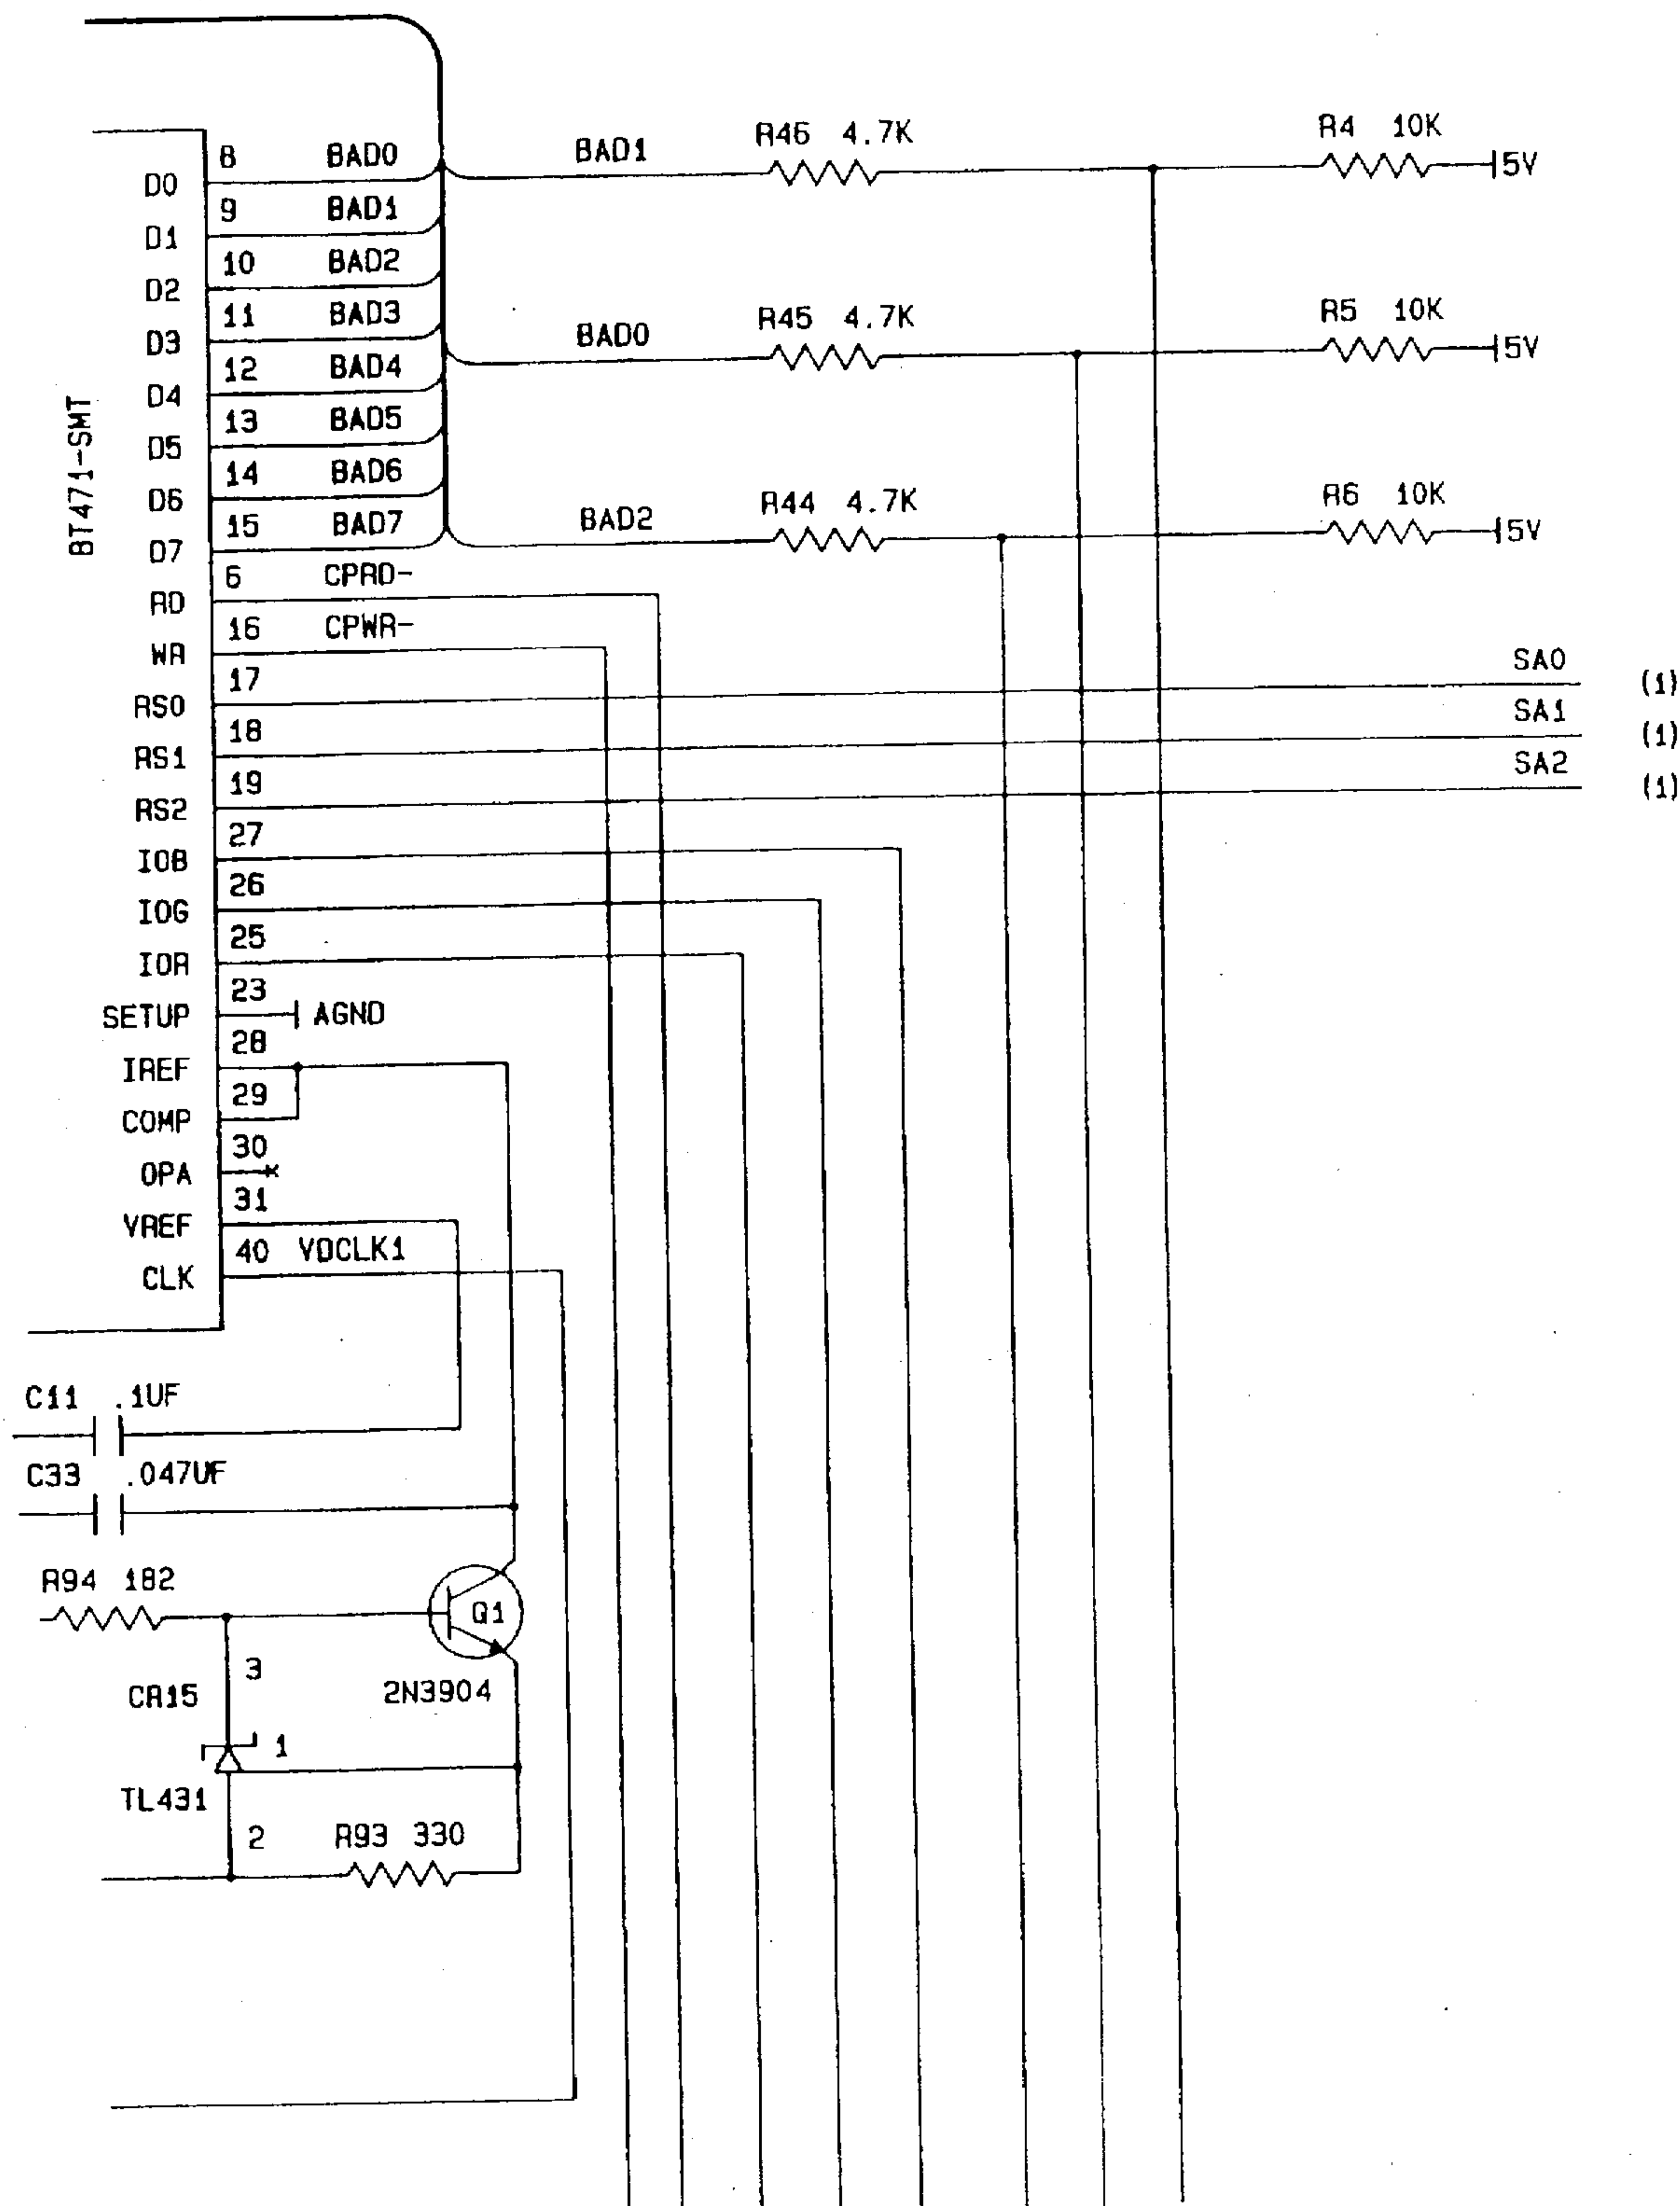 R46 4.7K
R4 10K
8 BAD0
BAD1
5V
D0
9 BAD1
D1
10 BAD2
D2
11 BAD3
BAD0
R45 4.7K
R5 10K
5V
D3
12 BAD4
D4
13 BAD5
D5
14 BAD6
D6
15 BAD7
BAD2
R44 4.7K
R6 10K
5V
D7
BT471-SMT
6 CPRD-
RD
16 CPWR-
WR
17
SA0
RS0
(1)
18
SA1
RS1
(1)
19
SA2
RS2
(1)
27
IOB
26
IOG
25
IOR
23
SETUP
AGND
28
IREF
29
COMP
30
OPA
31
VREF
40 VDCLK1
CLK
C11 .1UF
C33 .047UF
R94 182
Q1
3
CR15
2N3904
1
TL431
2
R93 330